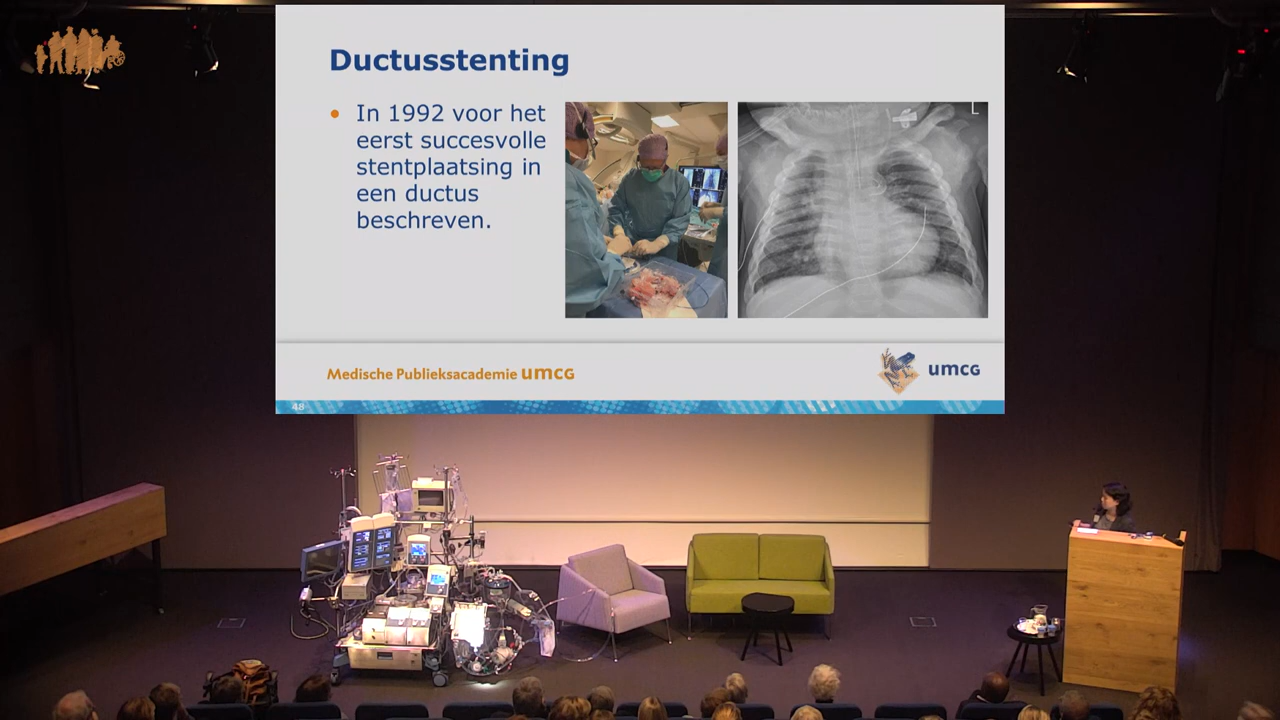 Ductusstenting
In 1992 voor het
eerst succesvolle
stentplaatsing in
een ductus
beschreven.
L
Medische Publieksacademie umcg
umcg
48